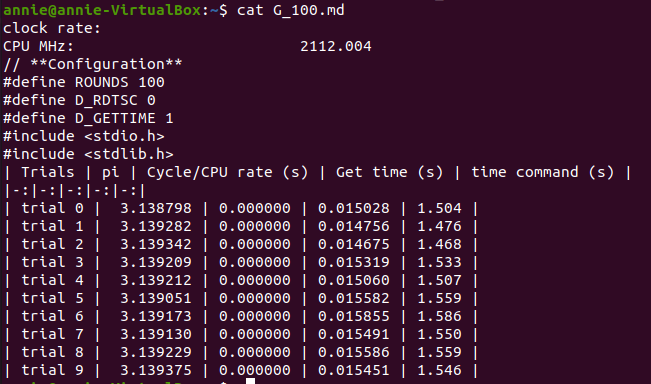 annie@annie-VirtualBox:~$ cat G_100.md
clock rate:
CPU MHz:                         2112.004
// **Configuration**
#define ROUNDS 100
#define D_RDTSC 0
#define D_GETTIME 1
#include <stdio.h>
#include <stdlib.h>
| Trials | pi | Cycle/CPU rate (s) | Get time (s) | time command (s) |
|-:|-:|-:|-:|-:|
| trial 0 |  3.138798 | 0.000000 | 0.015028 | 1.504 |
| trial 1 |  3.139282 | 0.000000 | 0.014756 | 1.476 |
| trial 2 |  3.139342 | 0.000000 | 0.014675 | 1.468 |
| trial 3 |  3.139209 | 0.000000 | 0.015319 | 1.533 |
| trial 4 |  3.139212 | 0.000000 | 0.015060 | 1.507 |
| trial 5 |  3.139051 | 0.000000 | 0.015582 | 1.559 |
| trial 6 |  3.139173 | 0.000000 | 0.015855 | 1.586 |
| trial 7 |  3.139130 | 0.000000 | 0.015491 | 1.550 |
| trial 8 |  3.139229 | 0.000000 | 0.015586 | 1.559 |
| trial 9 |  3.139375 | 0.000000 | 0.015451 | 1.546 |